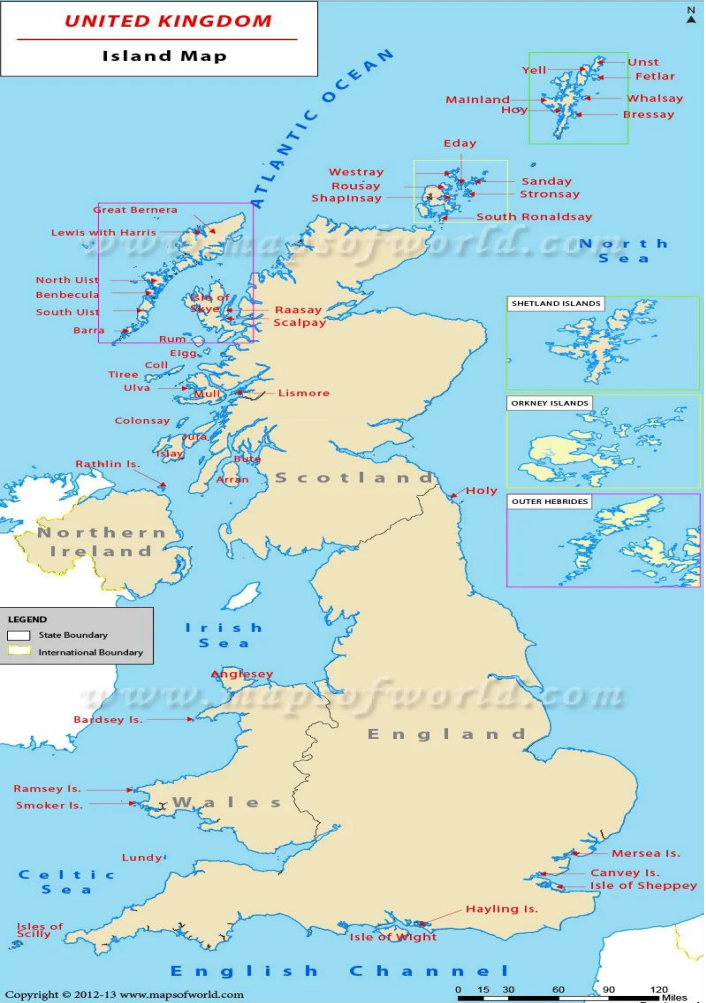 UNITED KINGDOM
Island Map
N
ATLANTIC OCEAN
Unst
Yell
Fetlar
Mainland
Whalsay
Hoy
Bressay
Eday
Westray
Rousay
Sanday
Shapinsay
Stronsay
South Ronaldsay
Great Bernera
Lewis with Harris
www.mapsofworld.com
North
Sea
North Uist
Benbecula
South Uist
Barra
Isle of
Skye
Raasay
Scalpay
SHETLAND ISLANDS
Rum
Eigg
Coll
Tiree
Ulva
Mull
Lismore
ORKNEY ISLANDS
Colonsay
Jura
Islay
Bute
Arran
Rathlin Is.
Scotland
Holy
OUTER HEBRIDES
Northern
Ireland
LEGEND
State Boundary
International Boundary
Irish
Sea
Anglesey
www.mapsofworld.com
Bardsey Is.
England
Ramsey Is.
Smoker Is.
Wales
Lundy
Mersea Is.
Canvey Is.
Isle of Sheppey
Celtic
Sea
Hayling Is.
Isles of
Scilly
Isle of Wight
English Channel
Copyright © 2012-13 www.mapsofworld.com
0 15 30 60 90 120
Miles